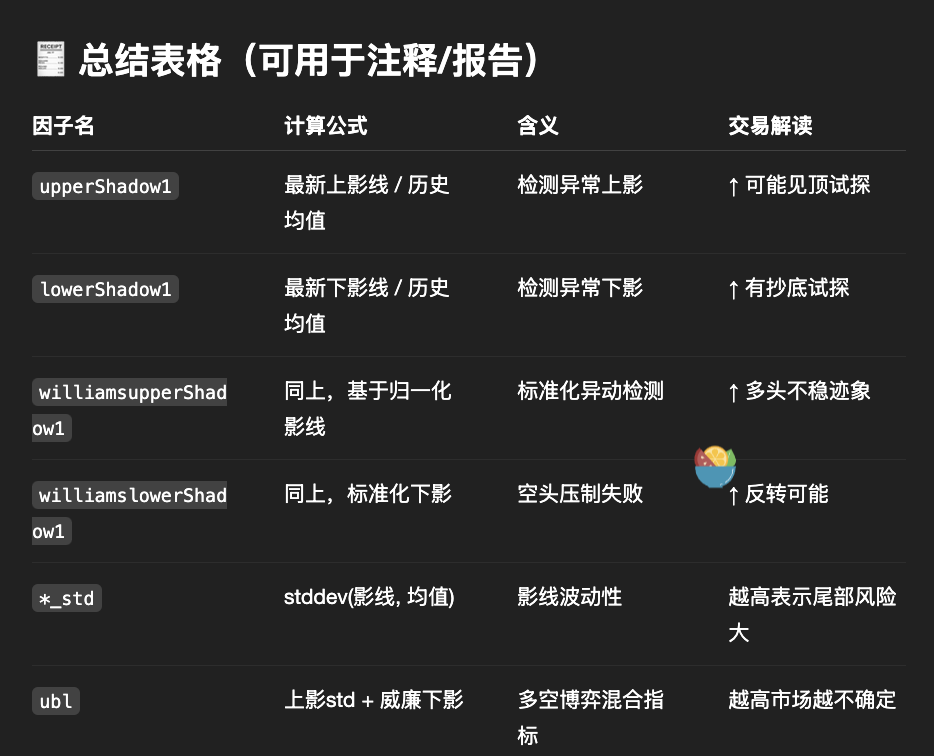 总结表格（可用于注释/报告）
因子名 计算公式 含义 交易解读
upperShadow1 最新上影线 / 历史 检测异常上影 ↑ 可能见顶试探
均值
lowerShadow1 最新下影线 / 历史 检测异常下影 ↑ 有抄底试探
均值
williamsupperShad 同上，基于归一化 标准化异动检测 ↑ 多头不稳迹象
ow1 影线
williamslowerShad 同上，标准化下影 空头压制失败 ↑ 反转可能
ow1
*_std stddev(影线, 均值) 影线波动性 越高表示尾部风险
大
ubl 上影std + 威廉下影 多空博弈混合指 越高市场越不确定
标